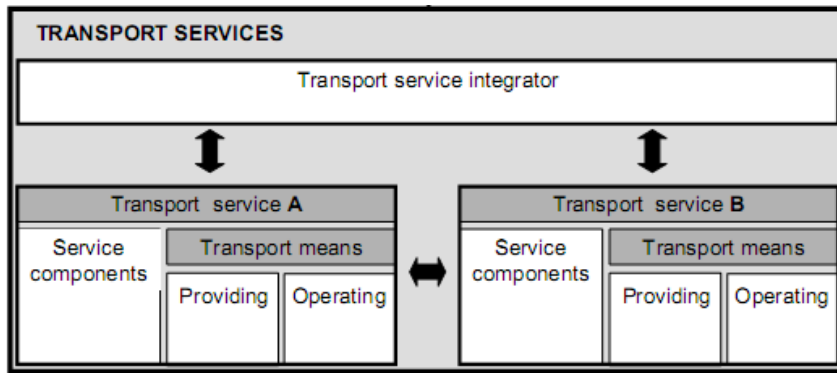 TRANSPORT SERVICES
Transport service integrator
Transport service A
Service
components
Transport means
Providing
Operating
Transport service B
Service
components
Transport means
Providing
Operating